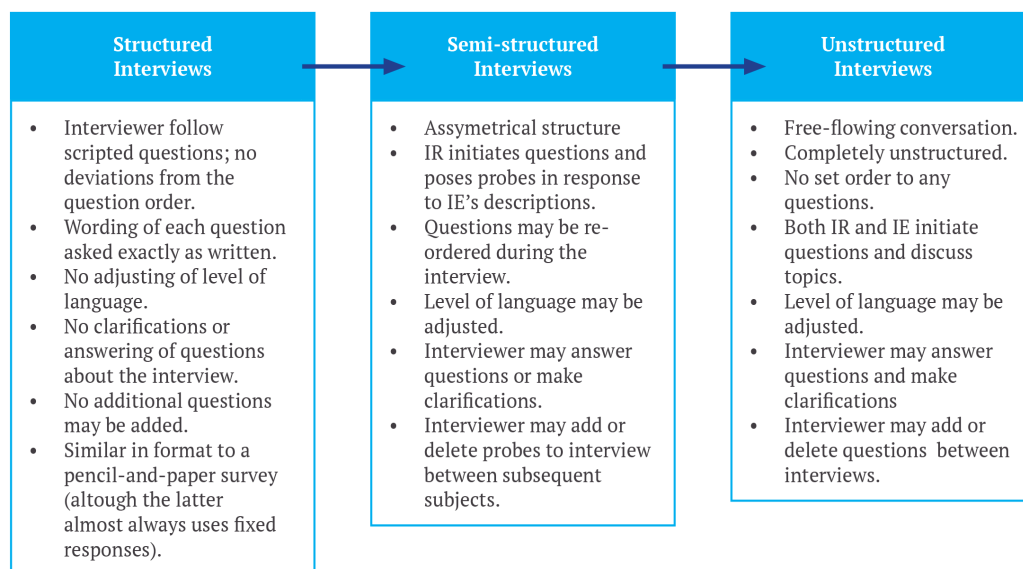 Structured
Interviews
• Interviewer follow
scripted questions; no
deviations from the
question order.
• Wording of each question
asked exactly as written.
• No adjusting of level of
language.
• No clarifications or
answering of questions
about the interview.
• No additional questions
may be added.
• Similar in format to a
pencil-and-paper survey
(altough the latter
almost always uses fixed
responses).
Semi-structured
Interviews
• Assymetrical structure
• IR initiates questions and
poses probes in response
to IE’s descriptions.
• Questions may be re-
ordered during the
interview.
• Level of language may be
adjusted.
• Interviewer may answer
questions or make
clarifications.
• Interviewer may add or
delete probes to interview
between subsequent
subjects.
Unstructured
Interviews
• Free-flowing conversation.
• Completely unstructured.
• No set order to any
questions.
• Both IR and IE initiate
questions and discuss
topics.
• Level of language may be
adjusted.
• Interviewer may answer
questions and make
clarifications
• Interviewer may add or
delete questions  between
interviews.